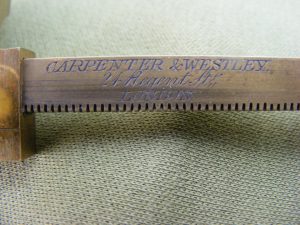 CARPENTER & WESTLEY.
24 Regent St.
LONDON